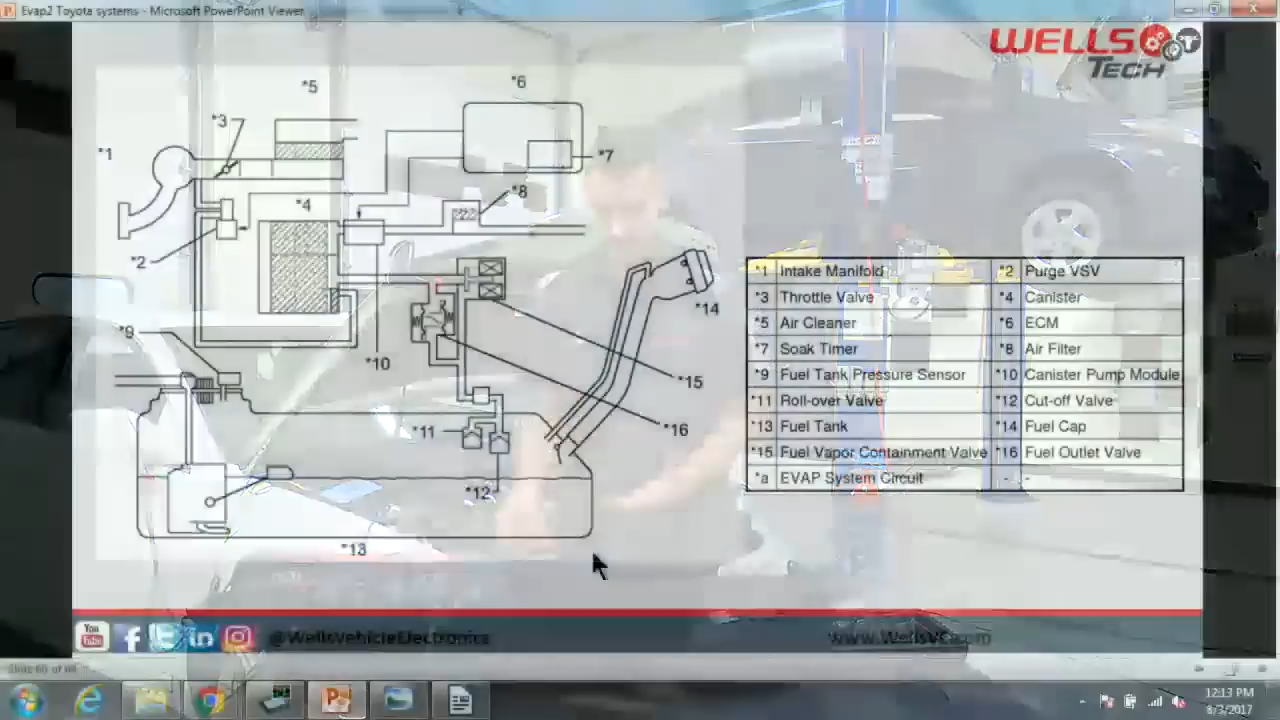 Evap2 Toyota systems - Microsoft PowerPoint Viewer
WELLS
TECH
*5
*6
*3
*1
*7
*8
*4
*2
*14
*9
*10
*15
*11
*16
*12
*13
*1 Intake Manifold *2 Purge VSV
*3 Throttle Valve *4 Canister
*5 Air Cleaner *6 ECM
*7 Soak Timer *8 Air Filter
*9 Fuel Tank Pressure Sensor *10 Canister Pump Module
*11 Roll-over Valve *12 Cut-off Valve
*13 Fuel Tank *14 Fuel Cap
*15 Fuel Vapor Containment Valve *16 Fuel Outlet Valve
*a EVAP System Circuit - -
You Tube
@WellsVehicleElectronics
www.WellsVE.com
12:13 PM
8/3/2017